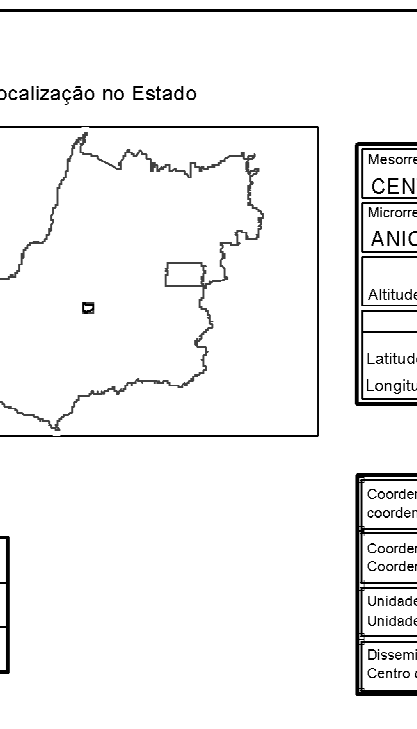 ocalização no Estado
Mesorre
CEN
Microrre
ANIC
Altitude
Latitude
Longitu
Coorden
coorden
Coorden
Coorden
Unidade
Unidade
Dissemi
Centro